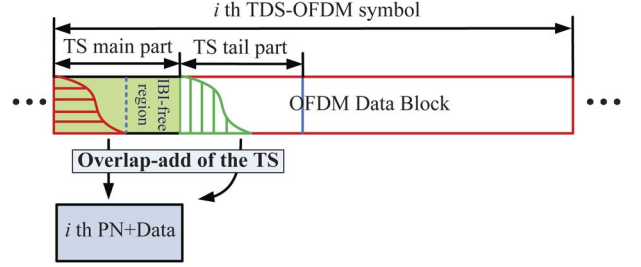 i th TDS-OFDM symbol
TS main part
TS tail part
IBI-free
region
OFDM Data Block
Overlap-add of the TS
i th PN+Data